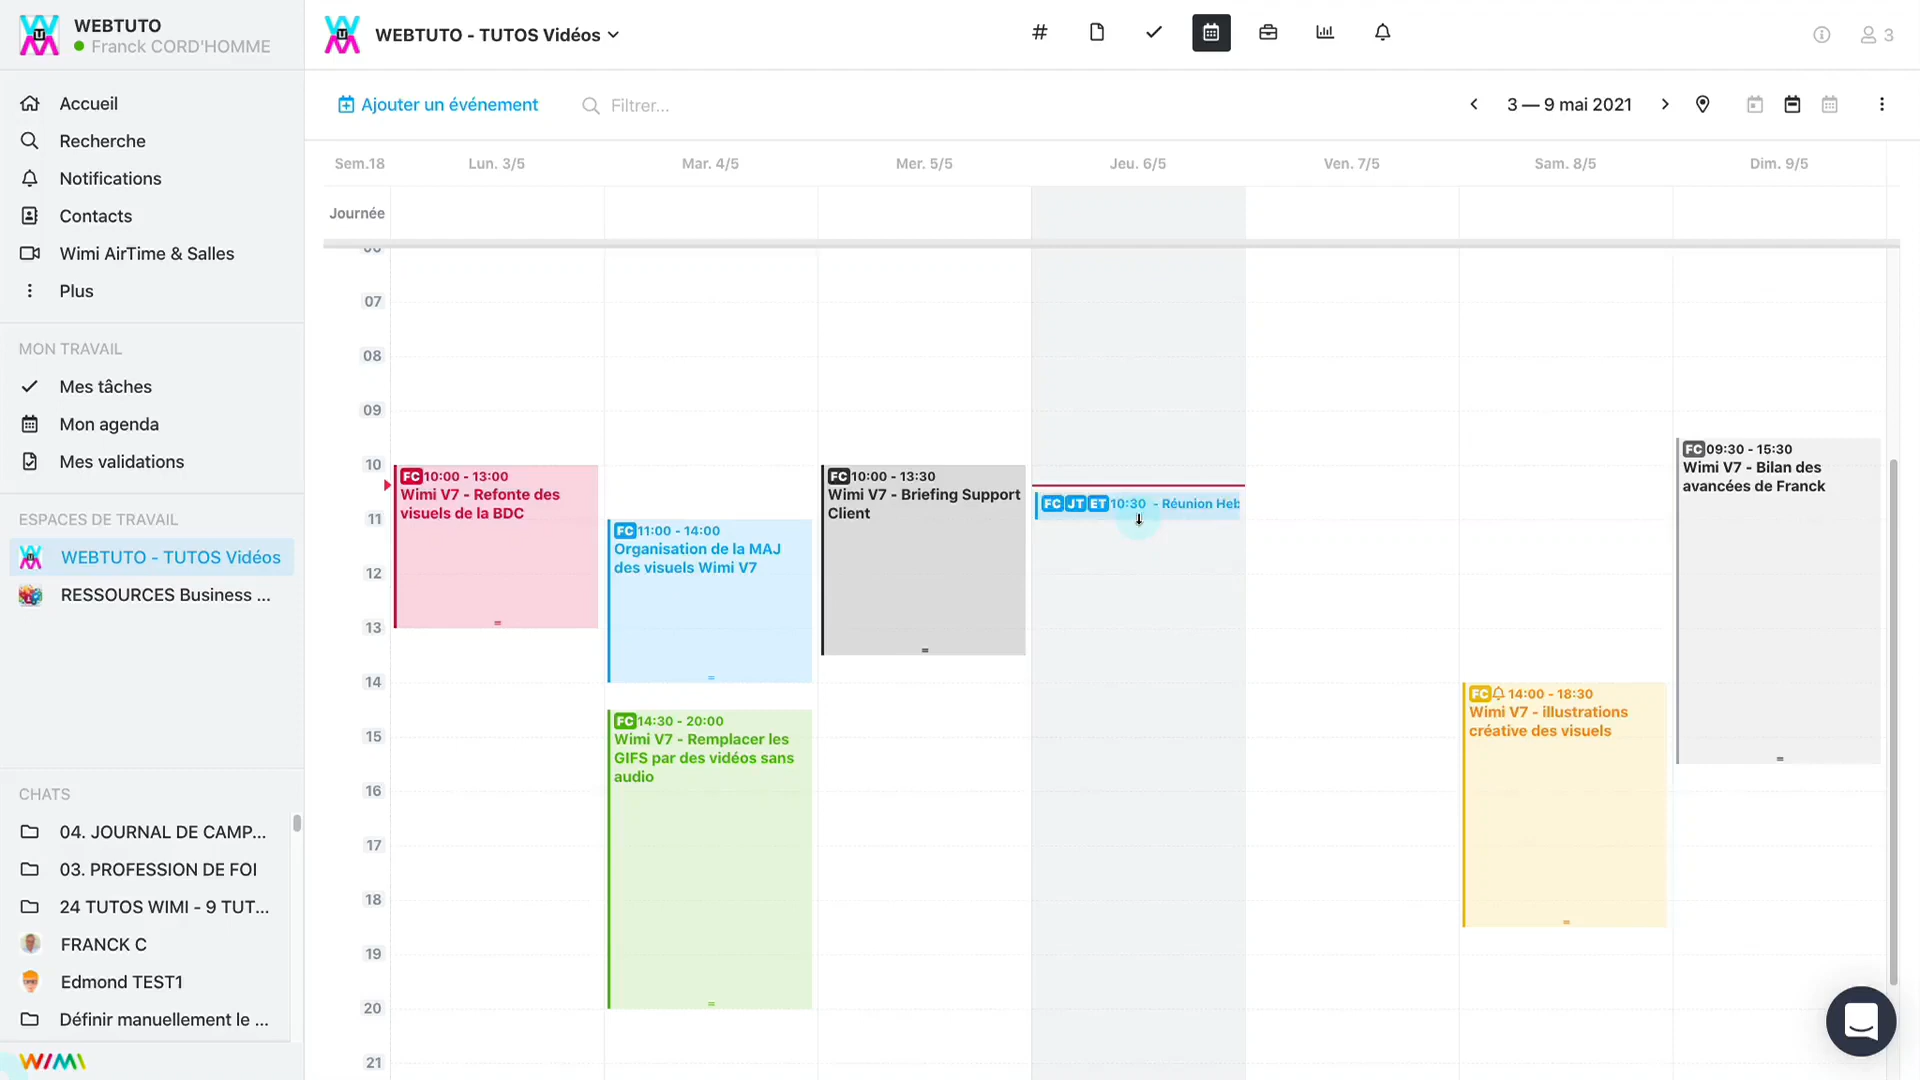 WEBTUTO
Franck CORD'HOMME
WEBTUTO - TUTOS Vidéos
3
Accueil
Recherche
Notifications
Contacts
Wimi AirTime & Salles
Plus
MON TRAVAIL
Mes tâches
Mon agenda
Mes validations
ESPACES DE TRAVAIL
WEBTUTO - TUTOS Vidéos
RESSOURCES Business ...
CHATS
04. JOURNAL DE CAMP...
03. PROFESSION DE FOI
24 TUTOS WIMI - 9 TUT...
FRANCK C
Edmond TEST1
Définir manuellement le ...
WIMI
Ajouter un événement
Filtrer...
3 — 9 mai 2021
Sem.18
Lun. 3/5
Mar. 4/5
Mer. 5/5
Jeu. 6/5
Ven. 7/5
Sam. 8/5
Dim. 9/5
Journée
07
08
09
10
11
12
13
14
15
16
17
18
19
20
21
FC 10:00 - 13:00
Wimi V7 - Refonte des
visuels de la BDC
FC 11:00 - 14:00
Organisation de la MAJ
des visuels Wimi V7
FC 14:30 - 20:00
Wimi V7 - Remplacer les
GIFS par des vidéos sans
audio
FC 10:00 - 13:30
Wimi V7 - Briefing Support
Client
FC JT ET 10:30 - Réunion Heb
FC 14:00 - 18:30
Wimi V7 - illustrations
créative des visuels
FC 09:30 - 15:30
Wimi V7 - Bilan des
avancées de Franck